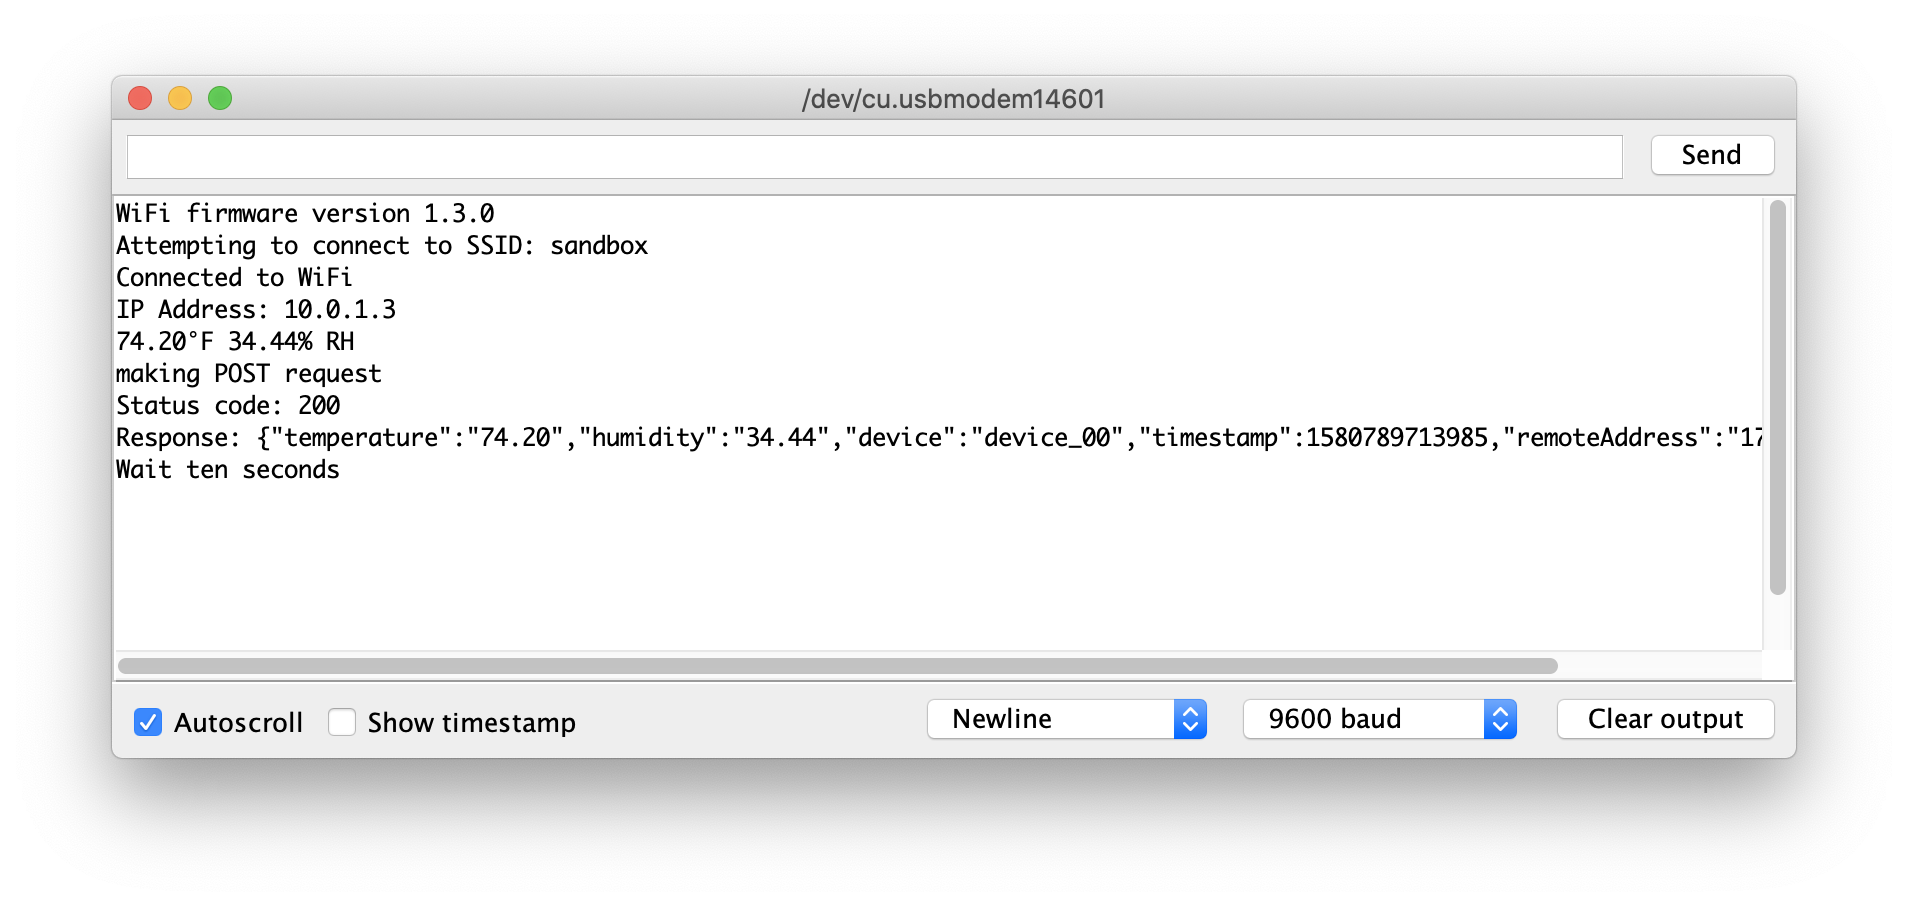 /dev/cu.usbmodem14601
Send
WiFi firmware version 1.3.0
Attempting to connect to SSID: sandbox
Connected to WiFi
IP Address: 10.0.1.3
74.20°F 34.44% RH
making POST request
Status code: 200
Response: {"temperature":"74.20","humidity":"34.44","device":"device_00","timestamp":1580789713985,"remoteAddress":"17
Wait ten seconds
Autoscroll Show timestamp Newline 9600 baud Clear output